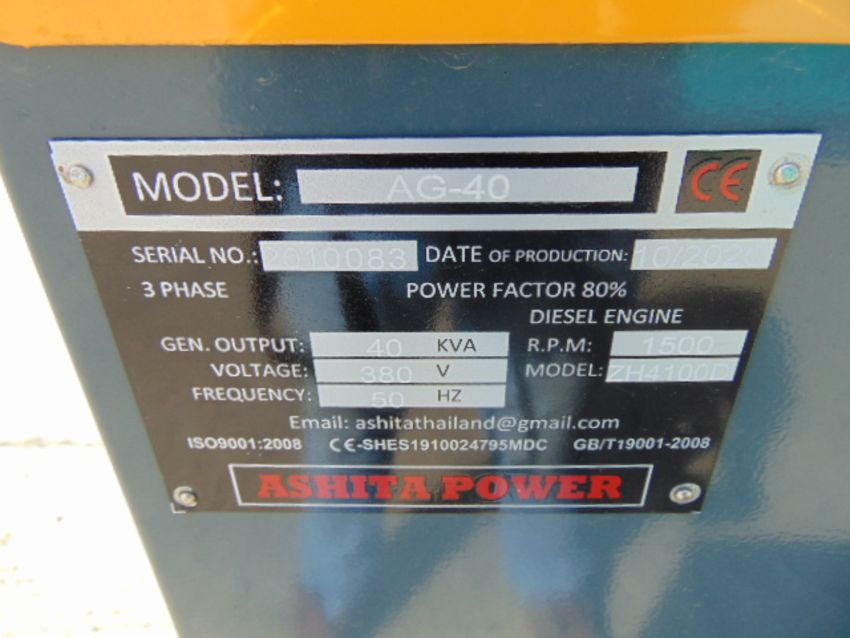 MODEL: AG-40 CE
SERIAL NO.: 2010083 DATE OF PRODUCTION: 10/2020
3 PHASE POWER FACTOR 80%
DIESEL ENGINE
GEN. OUTPUT: 40 KVA R.P.M: 1500
VOLTAGE: 380 V MODEL: ZH4100D
FREQUENCY: 50 HZ
Email: ashitathailand@gmail.com
ISO9001:2008 CE-SHES1910024795MDC GB/T19001-2008
ASHITA POWER